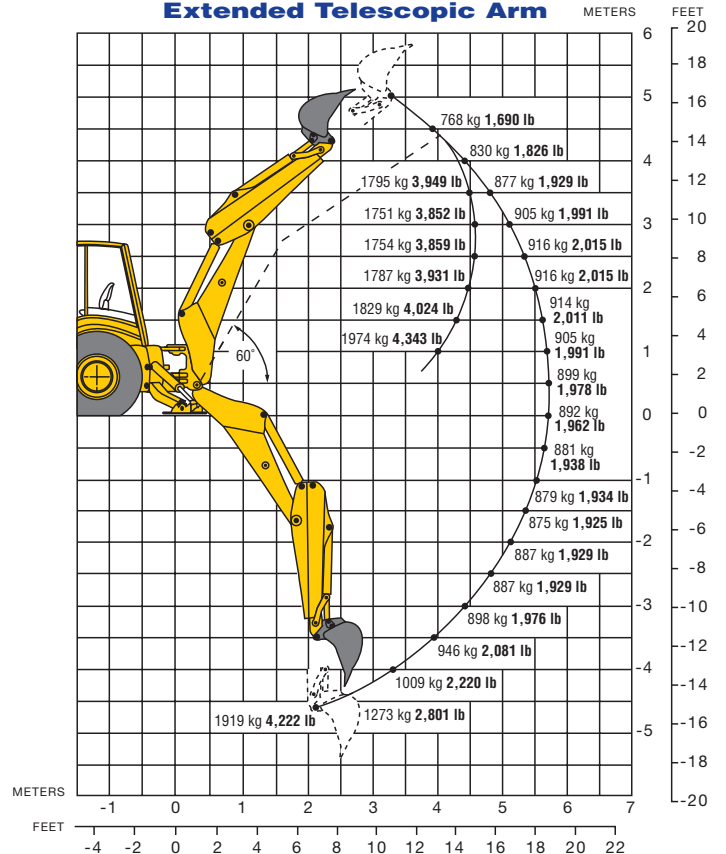 Extended Telescopic Arm
METERS FEET
6
5
4
3
2
1
0
-1
-2
-3
-4
-5
20
18
16
14
12
10
8
6
4
2
0
-2
-4
-6
-8
-10
-12
-14
-16
-18
-20
768 kg 1,690 lb
830 kg 1,826 lb
1795 kg 3,949 lb
877 kg 1,929 lb
1751 kg 3,852 lb
905 kg 1,991 lb
1754 kg 3,859 lb
916 kg 2,015 lb
1787 kg 3,931 lb
916 kg 2,015 lb
1829 kg 4,024 lb
914 kg
2,011 lb
1974 kg 4,343 lb
905 kg
1,991 lb
60°
899 kg
1,978 lb
892 kg
1,962 lb
881 kg
1,938 lb
879 kg 1,934 lb
875 kg 1,925 lb
887 kg 1,929 lb
887 kg 1,929 lb
898 kg 1,976 lb
946 kg 2,081 lb
1009 kg 2,220 lb
1919 kg 4,222 lb
1273 kg 2,801 lb
METERS
-1 0 1 2 3 4 5 6 7
FEET
-4 -2 0 2 4 6 8 10 12 14 16 18 20 22